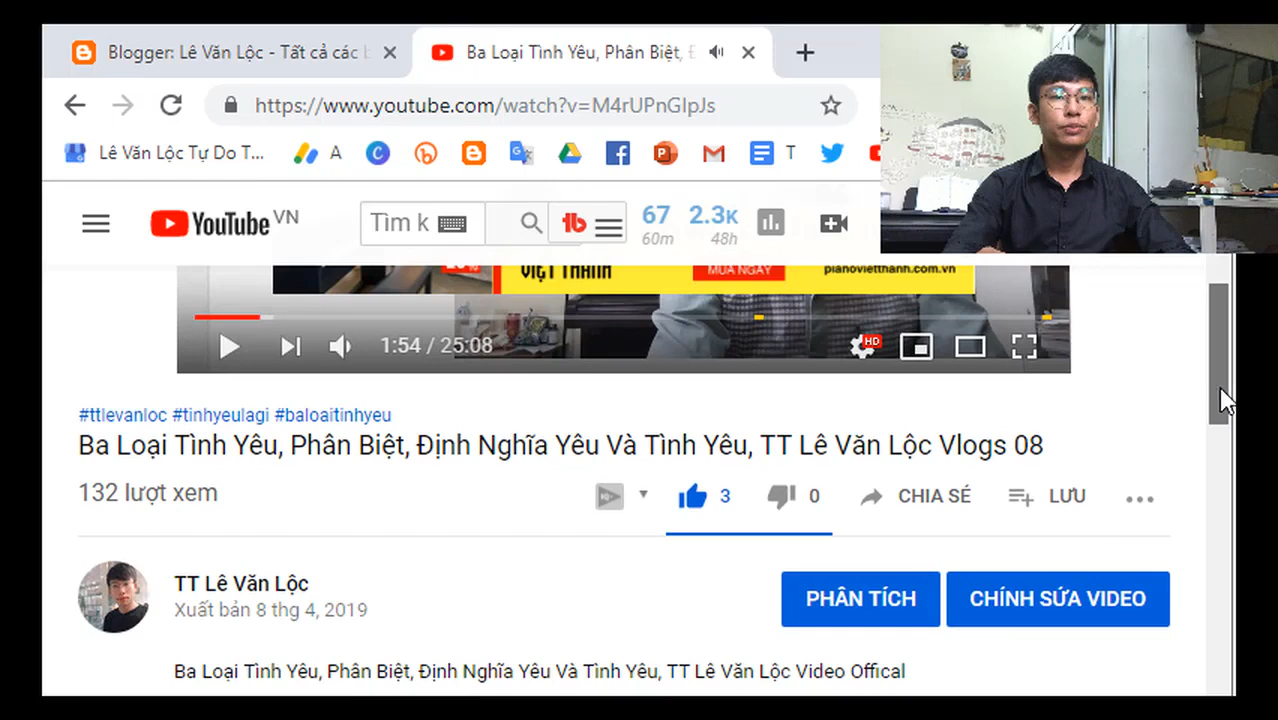 Blogger: Lê Văn Lộc - Tất cả các b
Ba Loại Tình Yêu, Phân Biệt, Đ
https://www.youtube.com/watch?v=M4rUPnGIpJs
Lê Văn Lộc Tự Do T...
A
T
YouTube VN
Tìm k
67 2.3K
60m 48h
VIỆT THANH
MUA NGAY
pianovietthanh.com.vn
1:54 / 25:08
HD
#ttlevanloc #tinhyeulagi #baloaitinhyeu
Ba Loại Tình Yêu, Phân Biệt, Định Nghĩa Yêu Và Tình Yêu, TT Lê Văn Lộc Vlogs 08
132 lượt xem
3 0 CHIA SẺ LƯU
TT Lê Văn Lộc
Xuất bản 8 thg 4, 2019
PHÂN TÍCH CHỈNH SỬA VIDEO
Ba Loại Tình Yêu, Phân Biệt, Định Nghĩa Yêu Và Tình Yêu, TT Lê Văn Lộc Video Offical